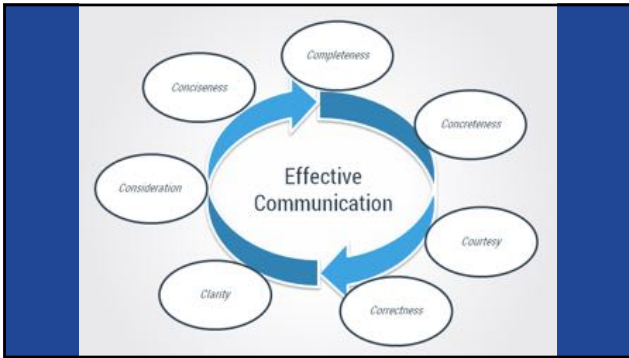 Completeness
Conciseness
Concreteness
Effective
Communication
Consideration
Courtesy
Clarity
Correctness